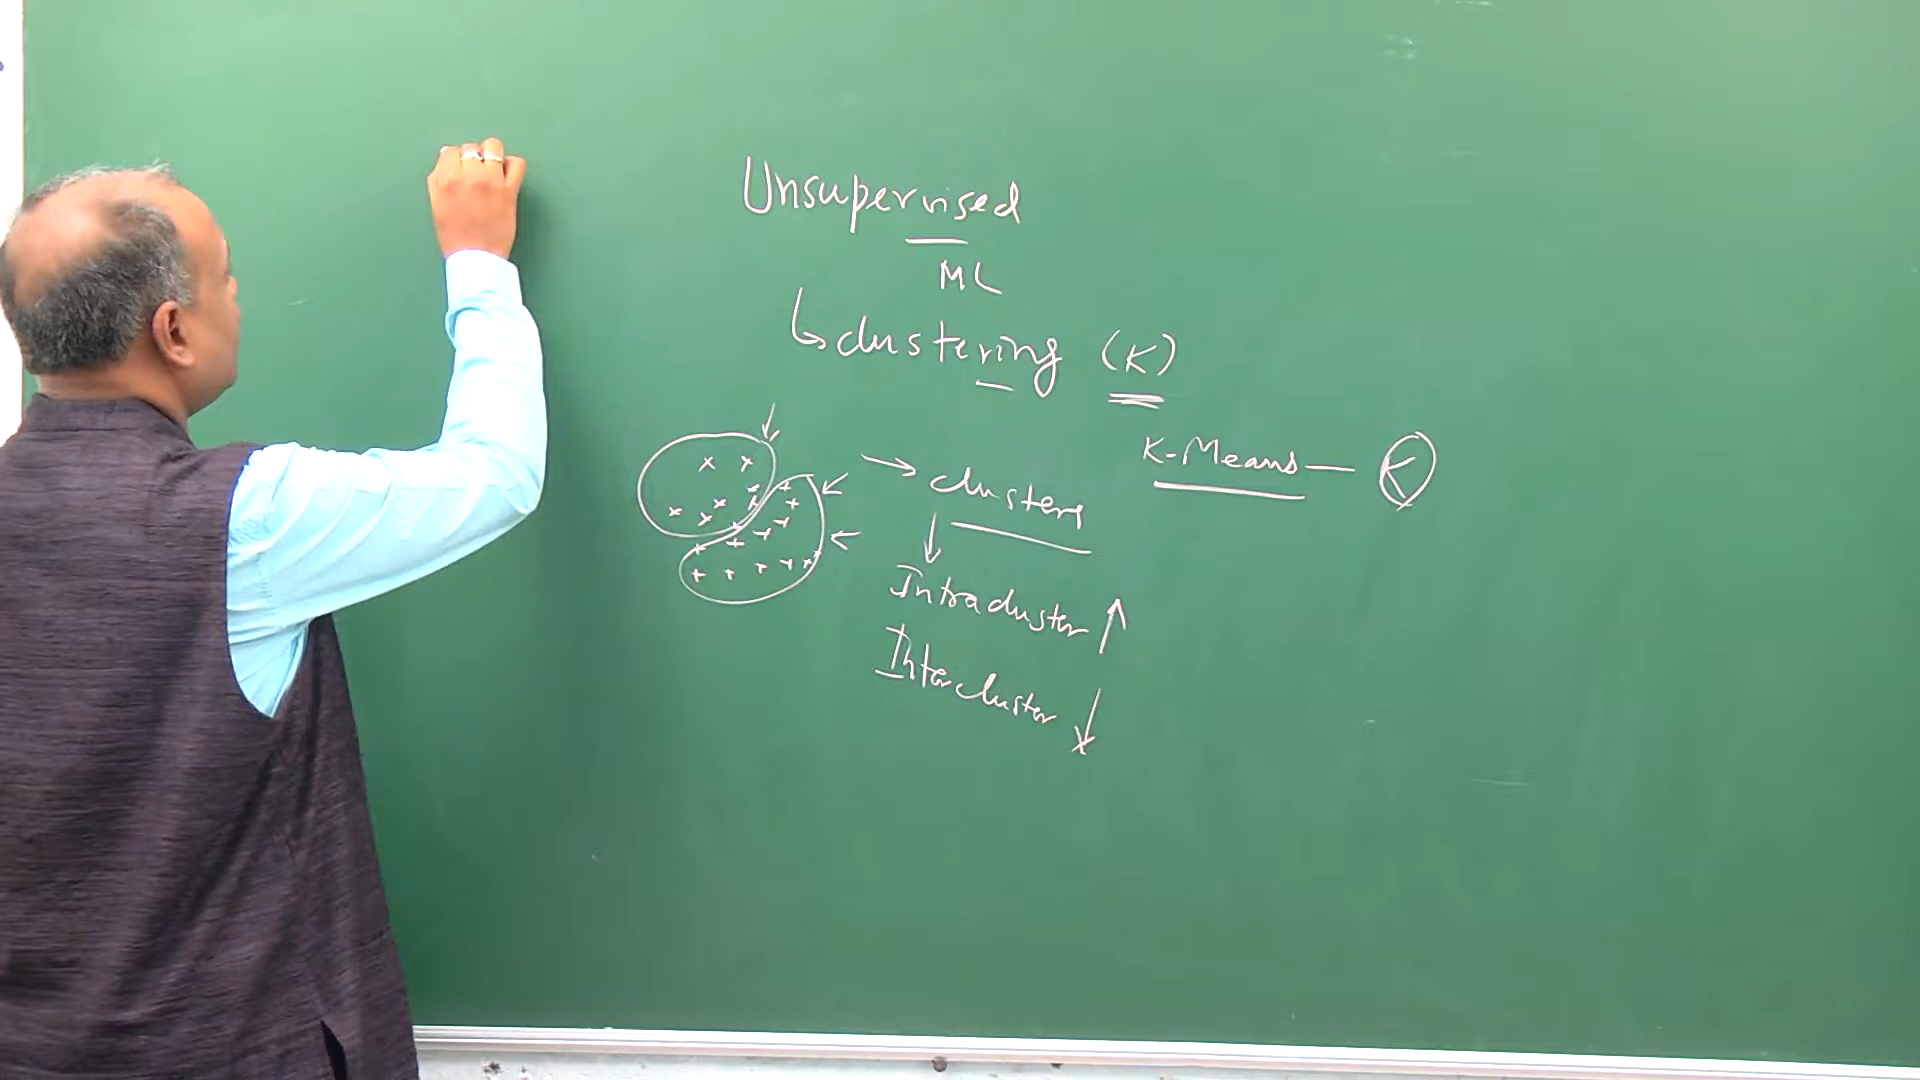 Unsupervised
ML
↳ clustering (K)
K-Means — K
→ clusters
↓
Intracluster ↑
Intercluster ↓